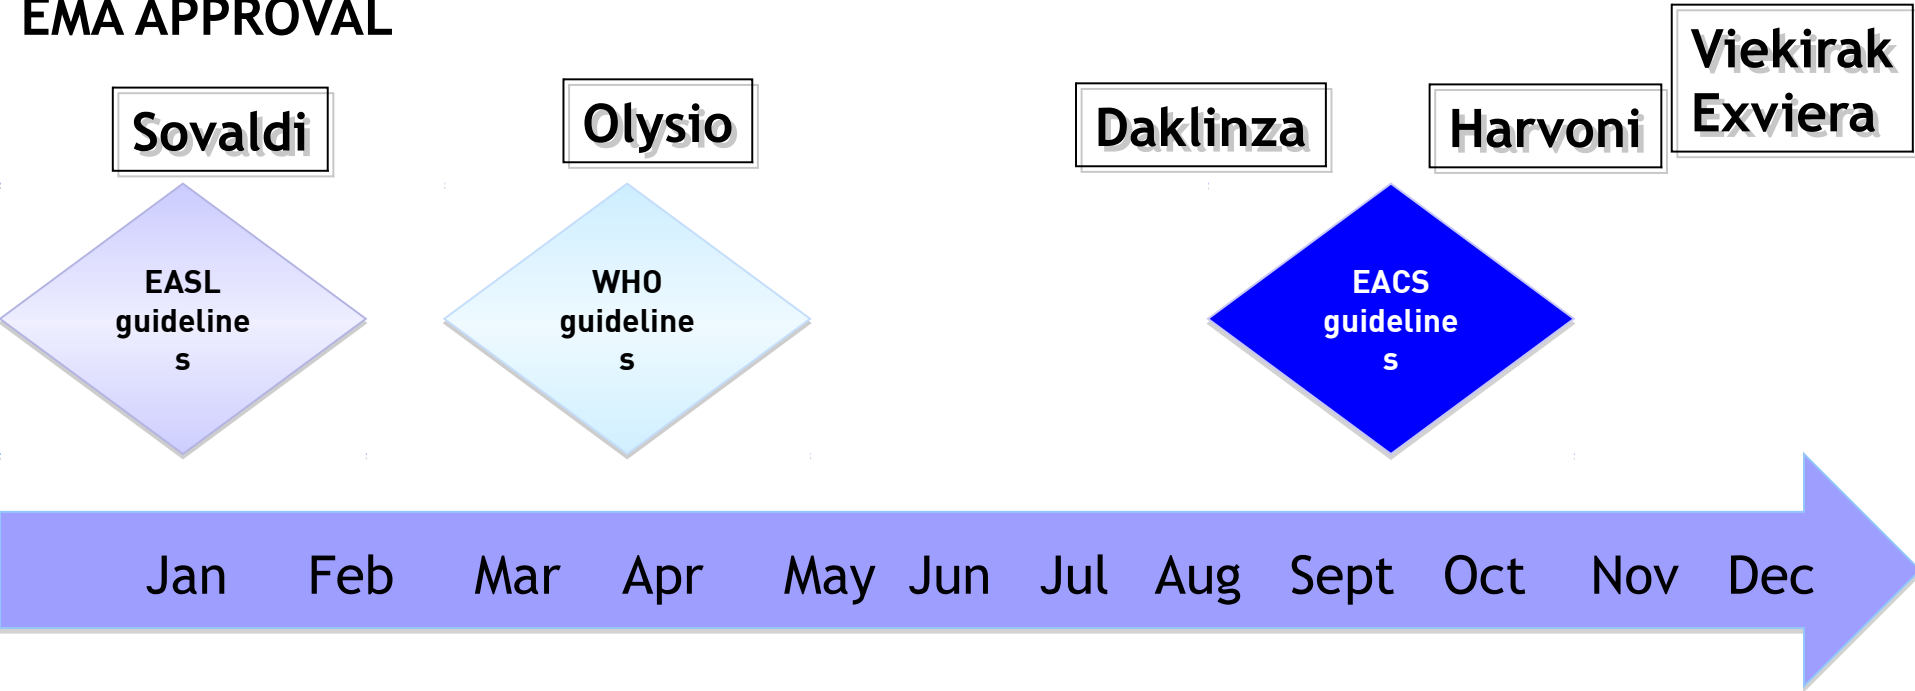 EMA APPROVAL
Sovaldi
Olysio
Daklinza
Harvoni
Viekirak
Exviera
EASL
guideline
s
WHO
guideline
s
EACS
guideline
s
Jan Feb Mar Apr May Jun Jul Aug Sept Oct Nov Dec